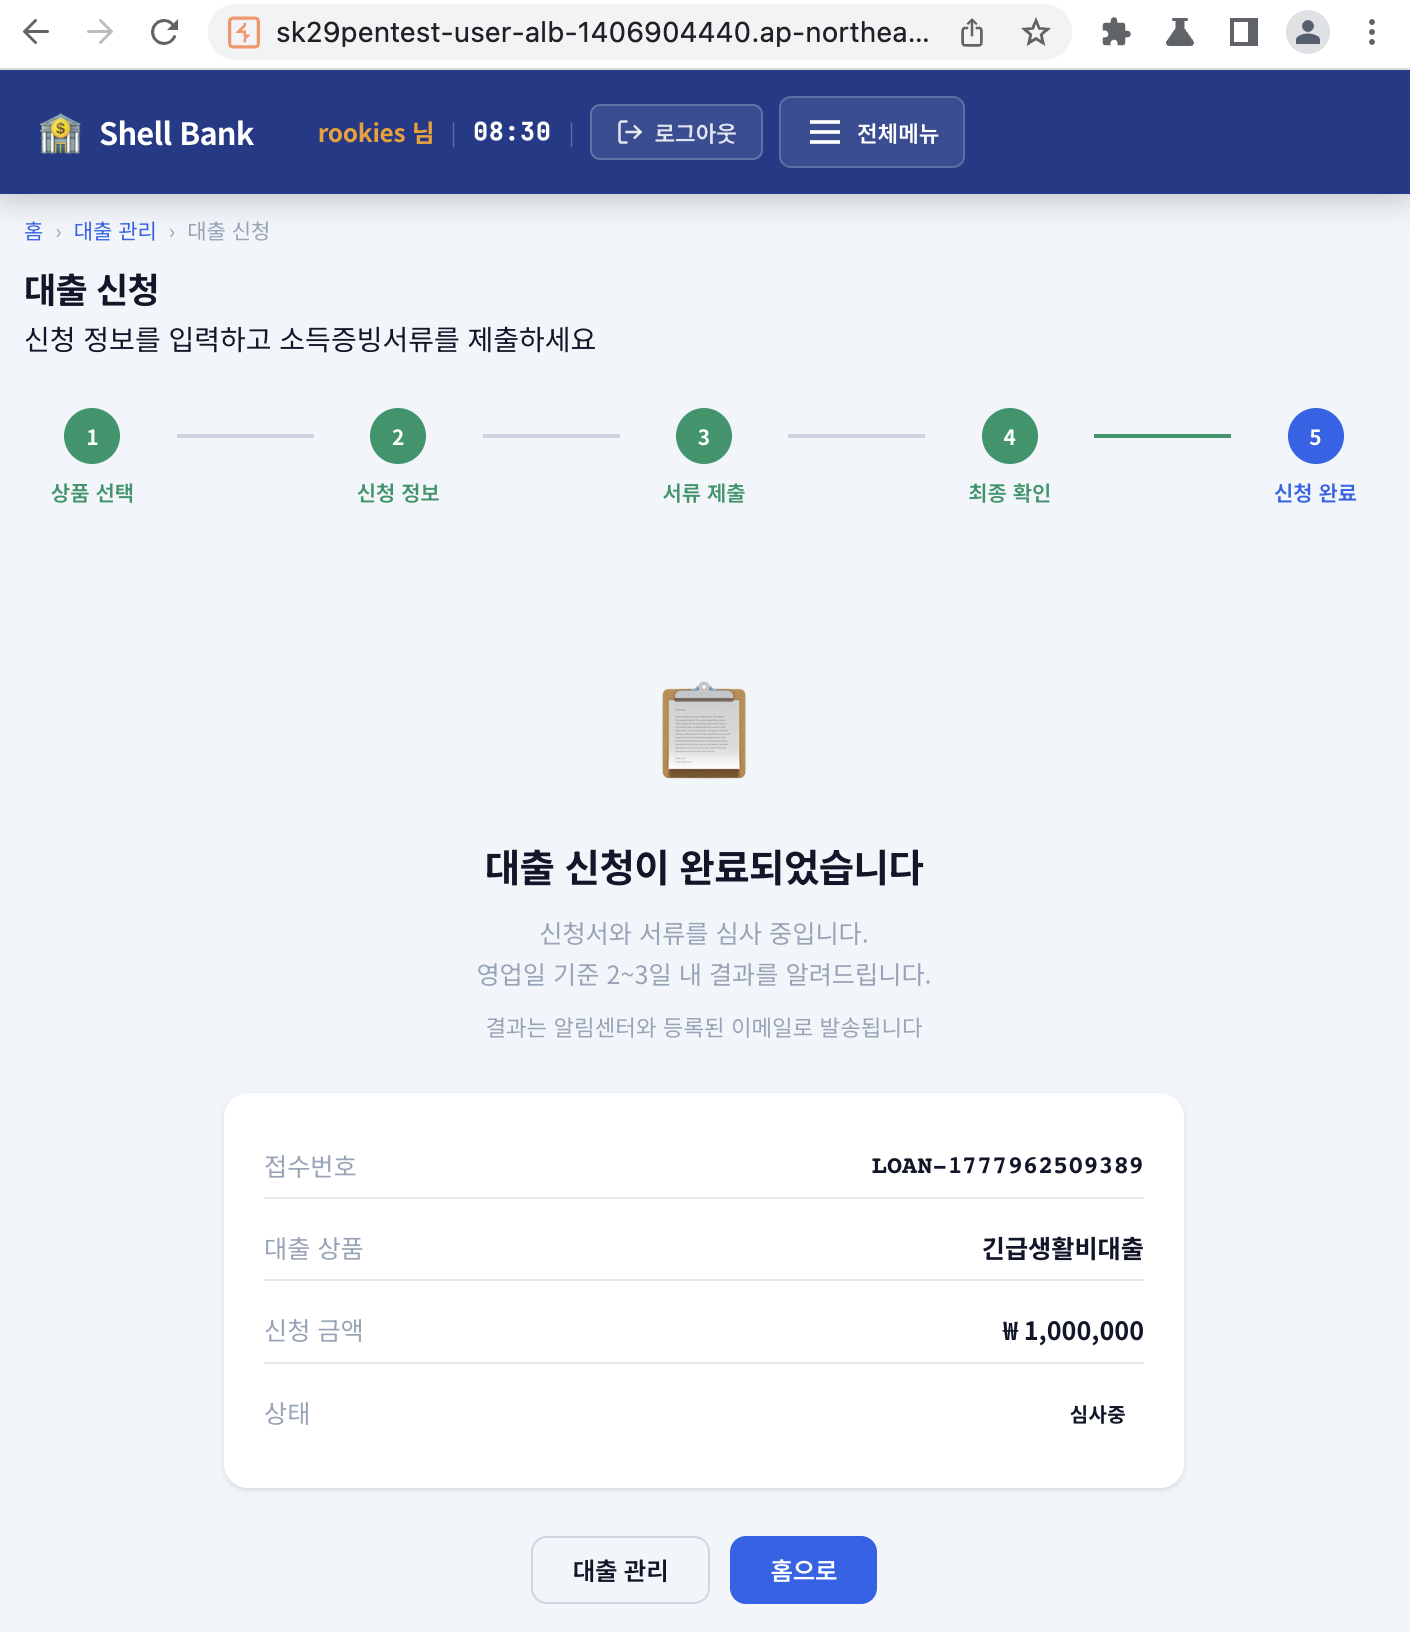 sk29pentest-user-alb-1406904440.ap-northea...
Shell Bank
rookies 님
08:30
로그아웃
전체메뉴
홈 › 대출 관리 › 대출 신청
대출 신청
신청 정보를 입력하고 소득증빙서류를 제출하세요
1
2
3
4
5
상품 선택
신청 정보
서류 제출
최종 확인
신청 완료
대출 신청이 완료되었습니다
신청서와 서류를 심사 중입니다.
영업일 기준 2~3일 내 결과를 알려드립니다.
결과는 알림센터와 등록된 이메일로 발송됩니다
접수번호 LOAN-1777962509389
대출 상품 긴급생활비대출
신청 금액 ₩ 1,000,000
상태 심사중
대출 관리
홈으로